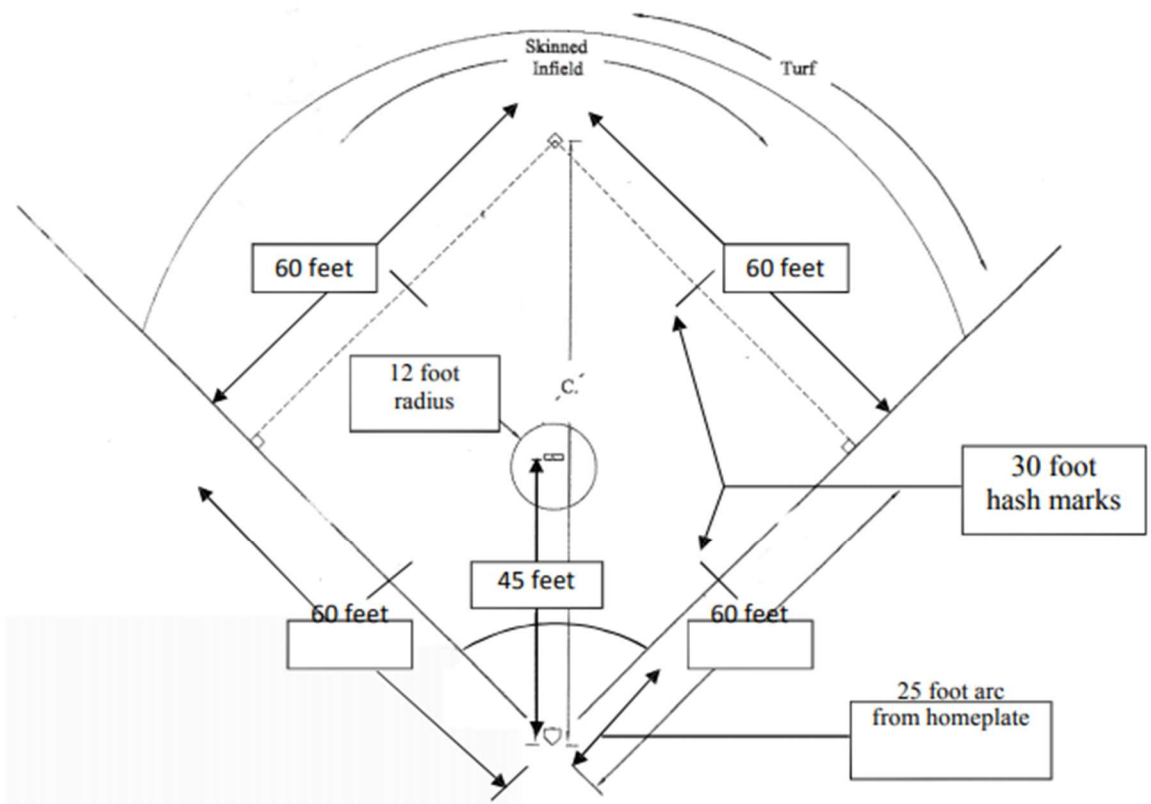 Skinned
Infield
Turf
60 feet
60 feet
12 foot
radius
C.
30 foot
hash marks
45 feet
60 feet
60 feet
25 foot arc
from homeplate